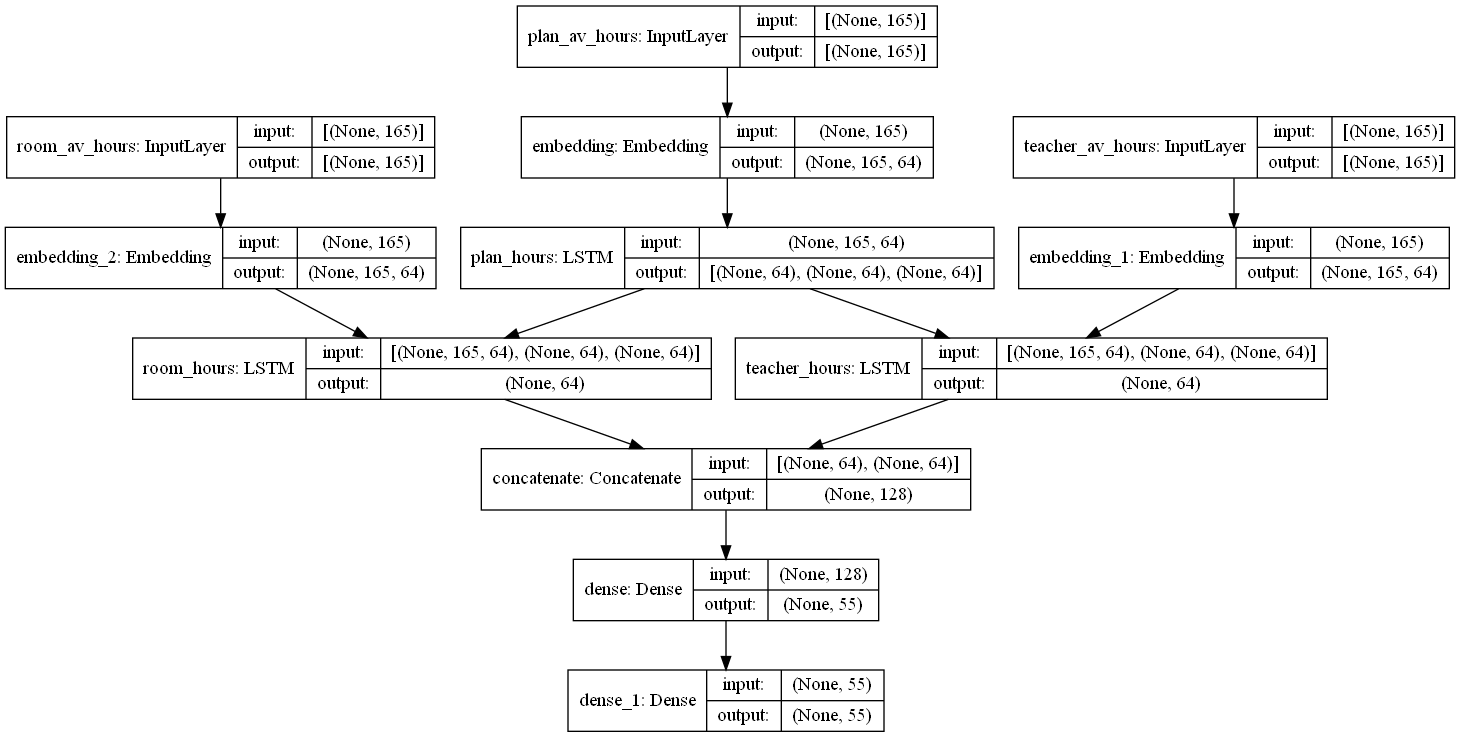 plan_av_hours: InputLayer
input: [(None, 165)]
output: [(None, 165)]
room_av_hours: InputLayer
input: [(None, 165)]
output: [(None, 165)]
embedding: Embedding
input: (None, 165)
output: (None, 165, 64)
teacher_av_hours: InputLayer
input: [(None, 165)]
output: [(None, 165)]
embedding_2: Embedding
input: (None, 165)
output: (None, 165, 64)
plan_hours: LSTM
input: (None, 165, 64)
output: [(None, 64), (None, 64), (None, 64)]
embedding_1: Embedding
input: (None, 165)
output: (None, 165, 64)
room_hours: LSTM
input: [(None, 165, 64), (None, 64), (None, 64)]
output: (None, 64)
teacher_hours: LSTM
input: [(None, 165, 64), (None, 64), (None, 64)]
output: (None, 64)
concatenate: Concatenate
input: [(None, 64), (None, 64)]
output: (None, 128)
dense: Dense
input: (None, 128)
output: (None, 55)
dense_1: Dense
input: (None, 55)
output: (None, 55)